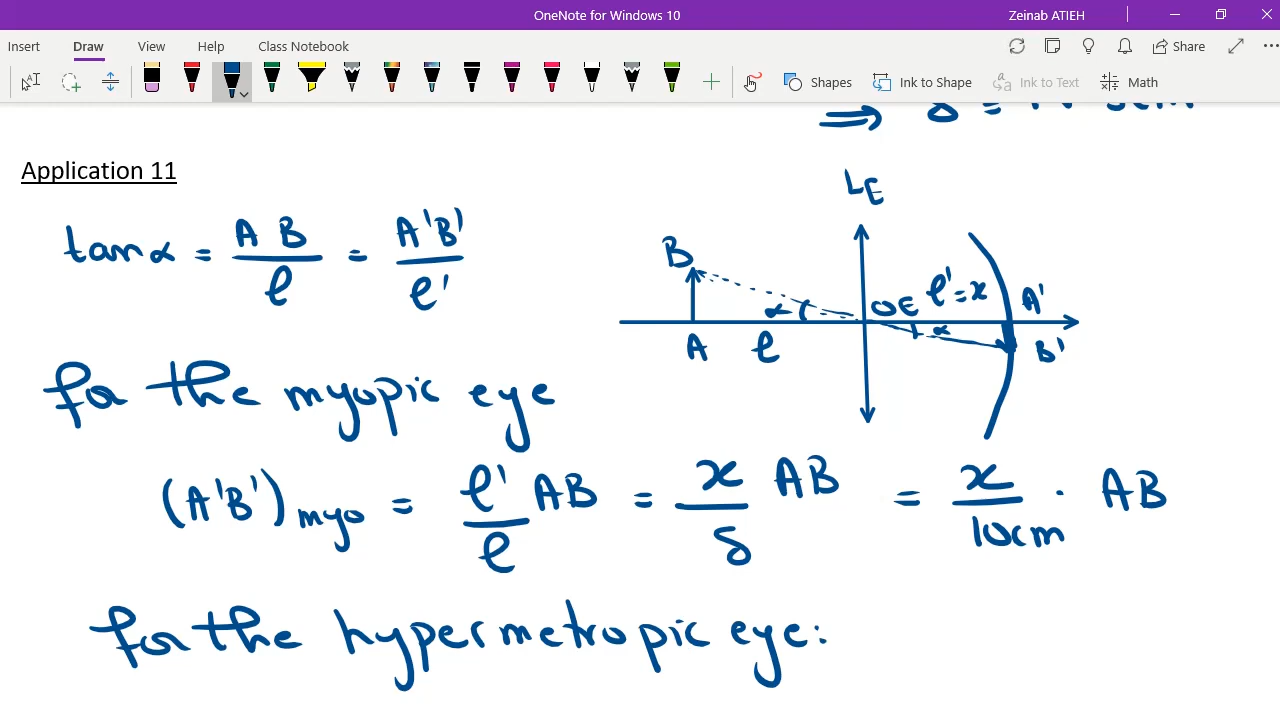 OneNote for Windows 10
Zeinab ATIEH
Insert Draw View Help Class Notebook
Share
Shapes Ink to Shape Ink to Text Math
Application 11
tan α = AB/ℓ = A'B'/ℓ'
LE
B
α
OE ℓ'=x A'
α
A ℓ B'
for the myopic eye
(A'B')myo = ℓ'/ℓ AB = x/δ AB = x/10cm · AB
for the hypermetropic eye: